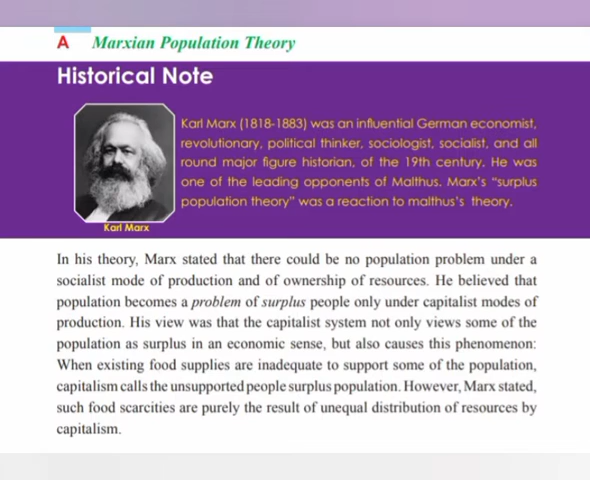 A Marxian Population Theory
Historical Note
Karl Marx (1818-1883) was an influential German economist,
revolutionary, political thinker, sociologist, socialist, and all
round major figure historian, of the 19th century. He was
one of the leading opponents of Malthus. Marx's "surplus
population theory" was a reaction to malthus's theory.
Karl Marx
In his theory, Marx stated that there could be no population problem under a
socialist mode of production and of ownership of resources. He believed that
population becomes a problem of surplus people only under capitalist modes of
production. His view was that the capitalist system not only views some of the
population as surplus in an economic sense, but also causes this phenomenon:
When existing food supplies are inadequate to support some of the population,
capitalism calls the unsupported people surplus population. However, Marx stated,
such food scarcities are purely the result of unequal distribution of resources by
capitalism.